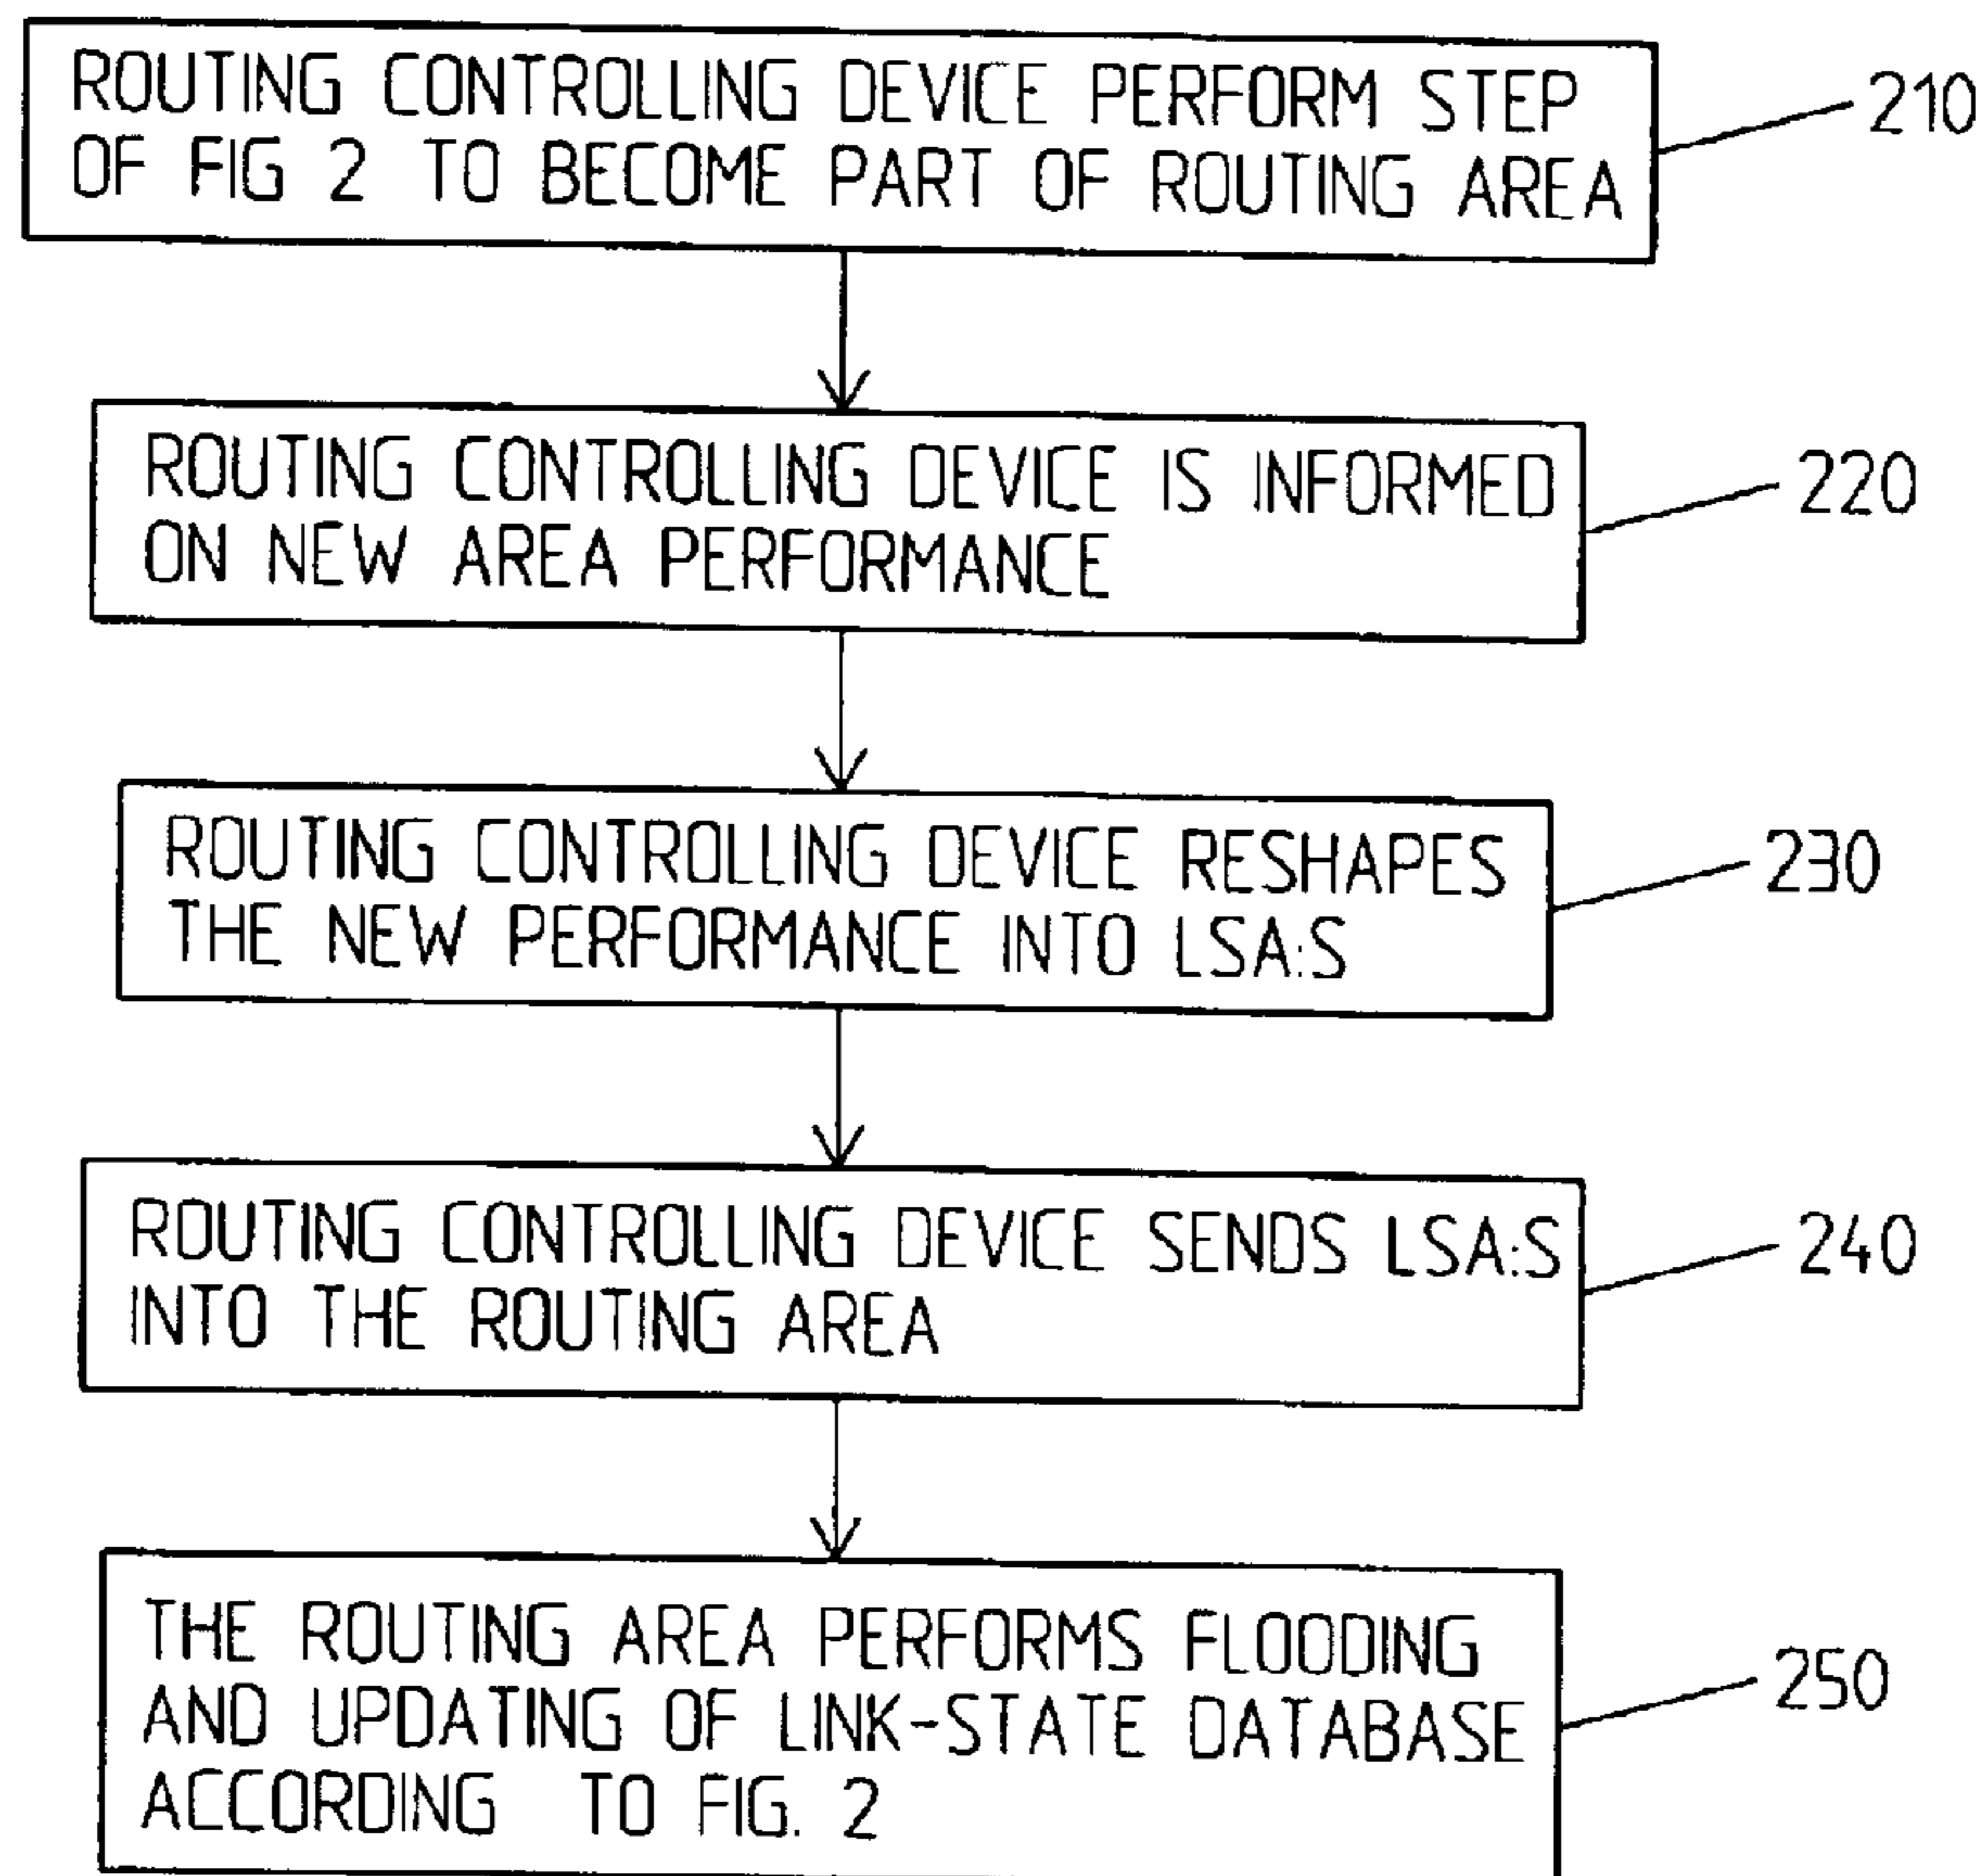 ROUTING CONTROLLING DEVICE PERFORM STEP
OF FIG 2 TO BECOME PART OF ROUTING AREA
210
ROUTING CONTROLLING DEVICE IS INFORMED
ON NEW AREA PERFORMANCE
220
ROUTING CONTROLLING DEVICE RESHAPES
THE NEW PERFORMANCE INTO LSA:S
230
ROUTING CONTROLLING DEVICE SENDS LSA:S
INTO THE ROUTING AREA
240
THE ROUTING AREA PERFORMS FLOODING
AND UPDATING OF LINK-STATE DATABASE
ACCORDING TO FIG. 2
250